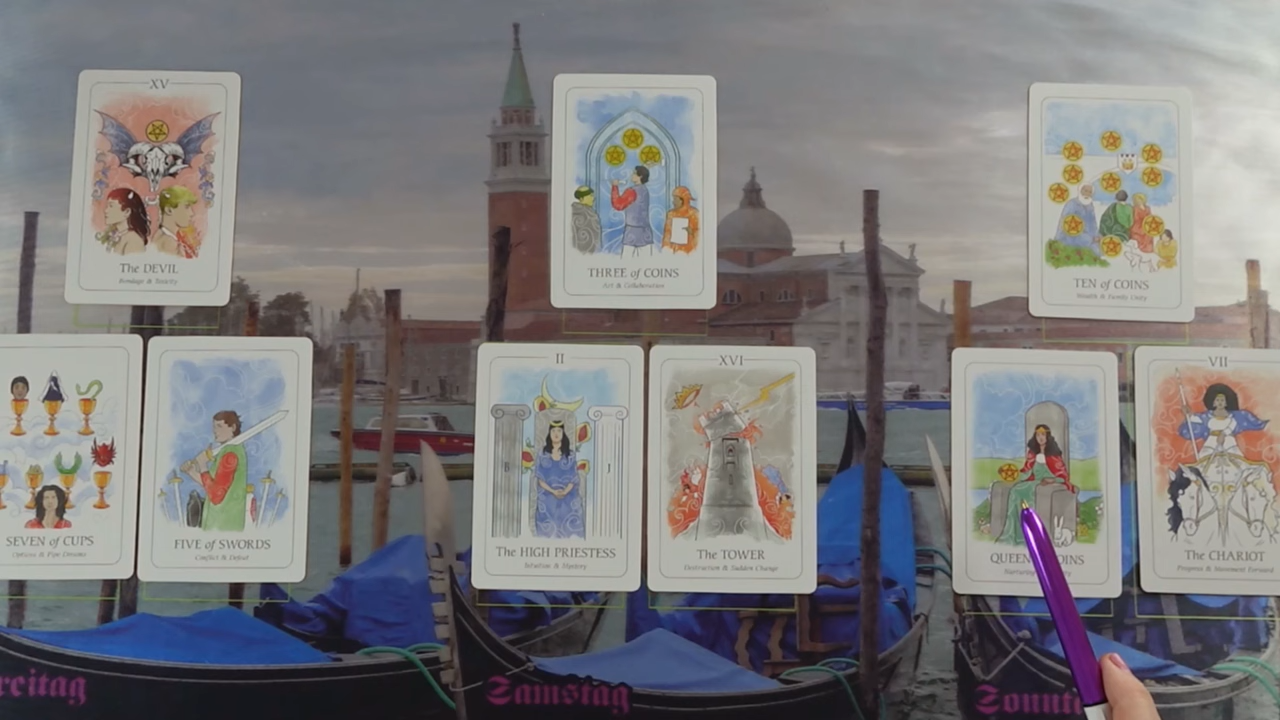 XV
The DEVIL
Bondage & Toxicity
THREE of COINS
Art & Collaboration
TEN of COINS
Wealth & Family Unity
SEVEN of CUPS
Options & Pipe Dreams
FIVE of SWORDS
Conflict & Defeat
II
B
I
The HIGH PRIESTESS
Intuition & Mystery
XVI
The TOWER
Destruction & Sudden Change
QUEEN OINS
VII
The CHARIOT
Progress & Movement Forward
reitag
Samstag
Sonnt